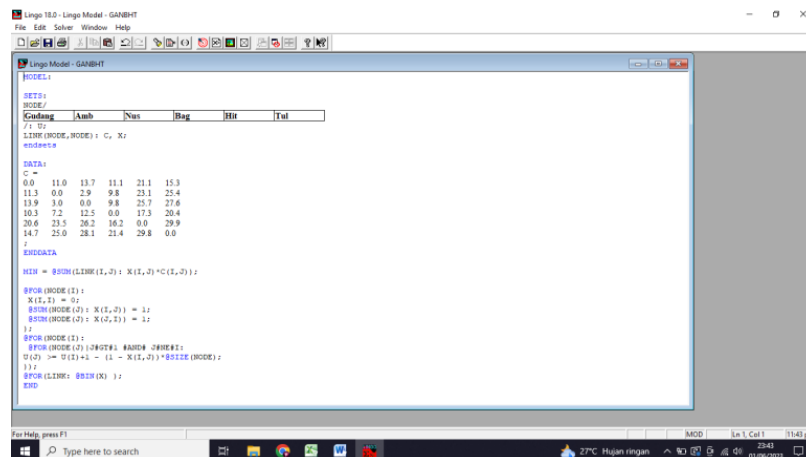 Lingo 18.0 - Lingo Model - GANBHT
File Edit Solver Window Help
Lingo Model - GANBHT
MODEL:
SETS:
NODE/
Gudang Amb Nus Bag Hit Tul
/: U;
LINK(NODE,NODE): C, X;
endsets
DATA:
C =
0.0 11.0 13.7 11.1 21.1 15.3
11.3 0.0 2.9 9.8 23.1 25.4
13.9 3.0 0.0 9.8 25.7 27.6
10.3 7.2 12.5 0.0 17.3 20.4
20.6 23.5 26.2 16.2 0.0 29.9
14.7 25.0 28.1 21.4 29.8 0.0
;
ENDDATA
MIN = @SUM(LINK(I,J): X(I,J)*C(I,J));
@FOR(NODE(I):
X(I,I) = 0;
@SUM(NODE(J): X(I,J)) = 1;
@SUM(NODE(J): X(J,I)) = 1;
);
@FOR(NODE(I):
@FOR(NODE(J)|J#GT#1 #AND# J#NE#I:
U(J) >= U(I)+1 - (1 - X(I,J))*@SIZE(NODE);
));
@FOR(LINK: @BIN(X) );
END
For Help, press F1 MOD Ln 1, Col 1 11:43
Type here to search 27°C Hujan ringan 23:43
01/06/2023